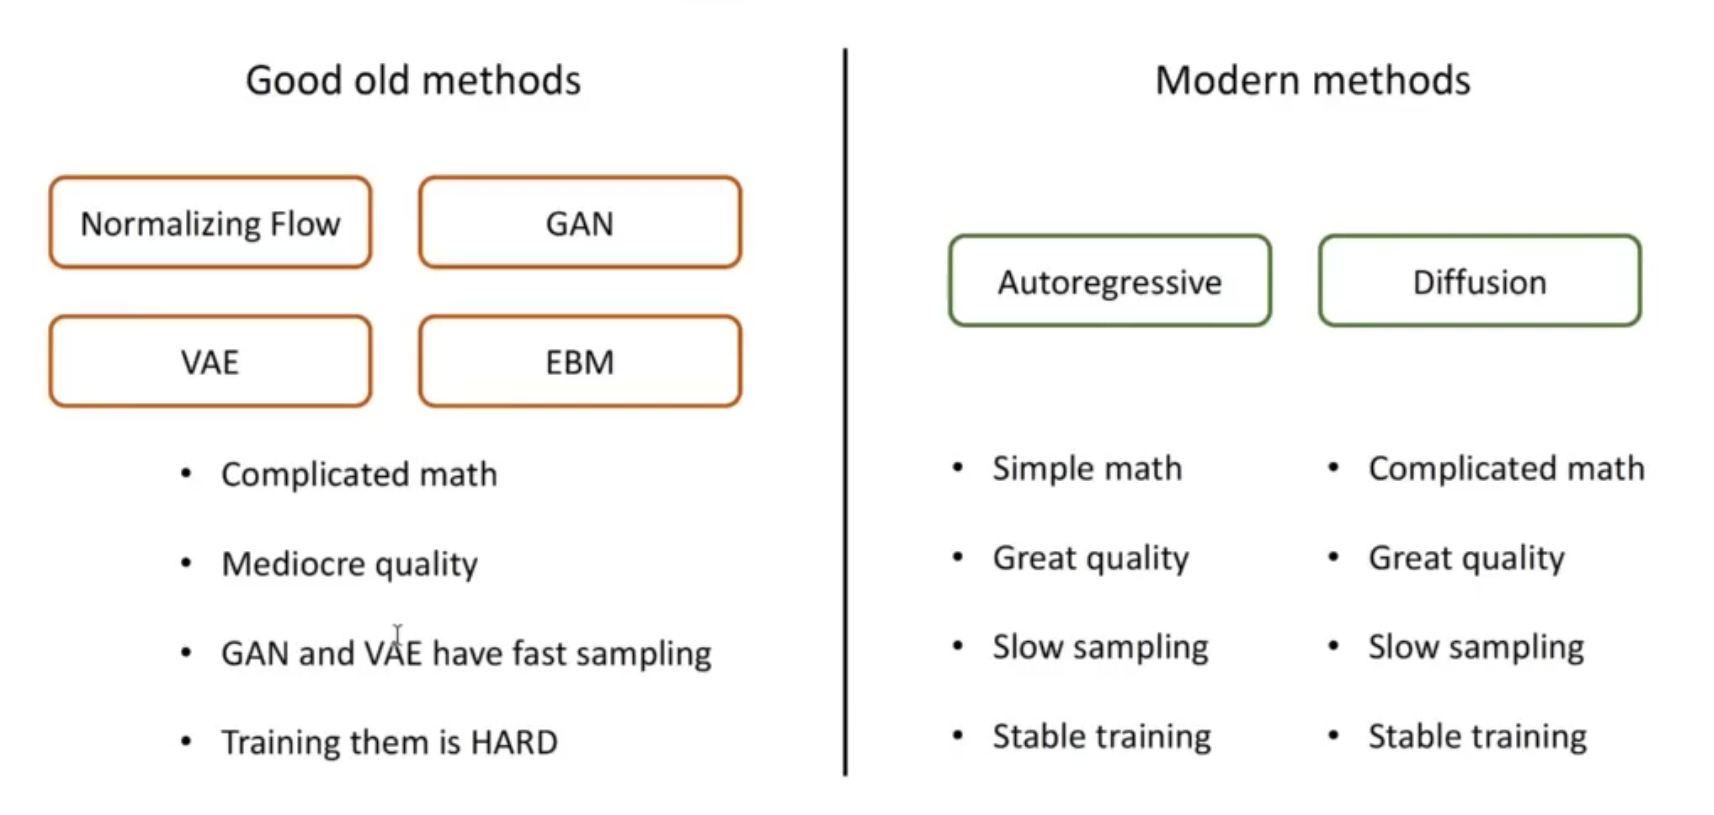 Good old methods
Normalizing Flow
GAN
VAE
EBM
• Complicated math
• Mediocre quality
• GAN and VAE have fast sampling
• Training them is HARD
Modern methods
Autoregressive
Diffusion
• Simple math
• Great quality
• Slow sampling
• Stable training
• Complicated math
• Great quality
• Slow sampling
• Stable training